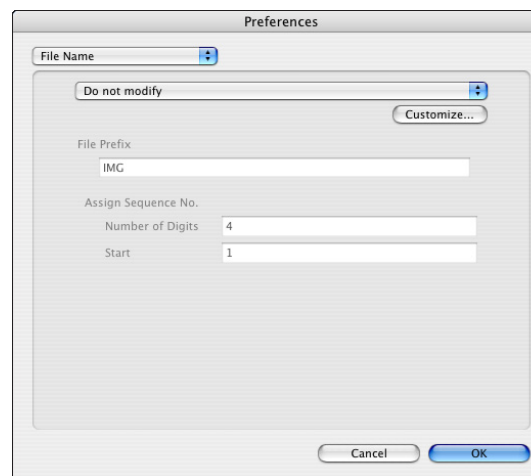 Preferences
File Name
Do not modify
Customize...
File Prefix
IMG
Assign Sequence No.
Number of Digits 4
Start 1
Cancel OK